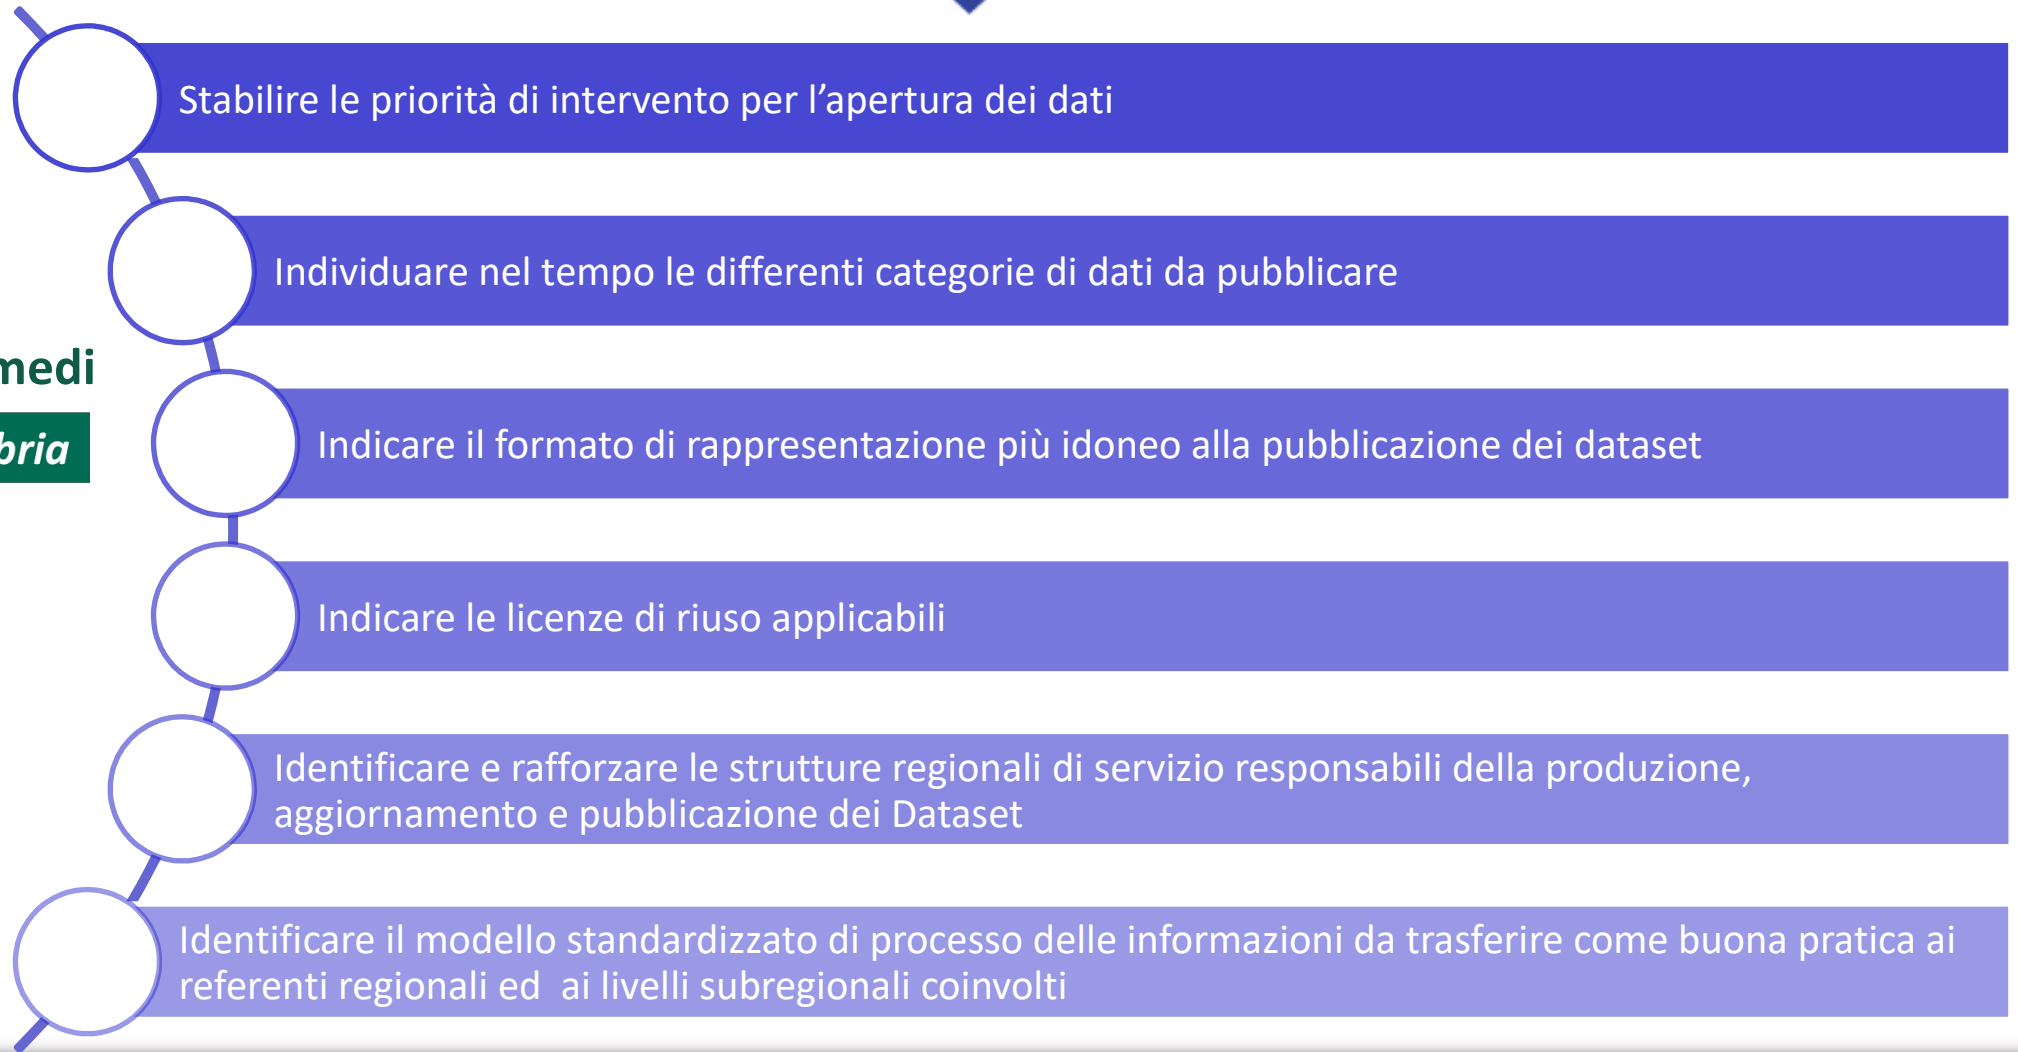 Stabilire le priorità di intervento per l’apertura dei dati
Individuare nel tempo le differenti categorie di dati da pubblicare
medi
bria
Indicare il formato di rappresentazione più idoneo alla pubblicazione dei dataset
Indicare le licenze di riuso applicabili
Identificare e rafforzare le strutture regionali di servizio responsabili della produzione,
aggiornamento e pubblicazione dei Dataset
Identificare il modello standardizzato di processo delle informazioni da trasferire come buona pratica ai
referenti regionali ed  ai livelli subregionali coinvolti